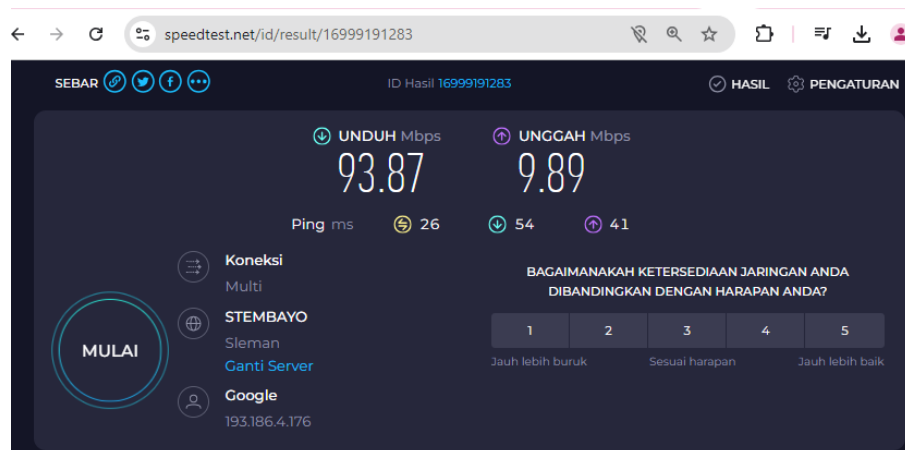 speedtest.net/id/result/16999191283
SEBAR
ID Hasil 16999191283
HASIL
PENGATURAN
UNDUH Mbps
93.87
UNGGAH Mbps
9.89
Ping ms
26
54
41
MULAI
Koneksi
Multi
STEMBAYO
Sleman
Ganti Server
Google
193.186.4.176
BAGAIMANAKAH KETERSEDIAAN JARINGAN ANDA
DIBANDINGKAN DENGAN HARAPAN ANDA?
1 2 3 4 5
Jauh lebih buruk Sesuai harapan Jauh lebih baik